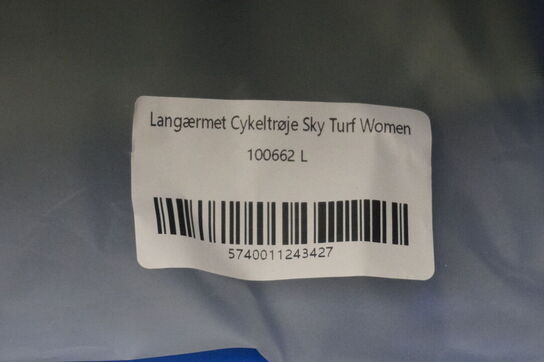 Langærmet Cykeltrøje Sky Turf Women
100662 L
5740011243427